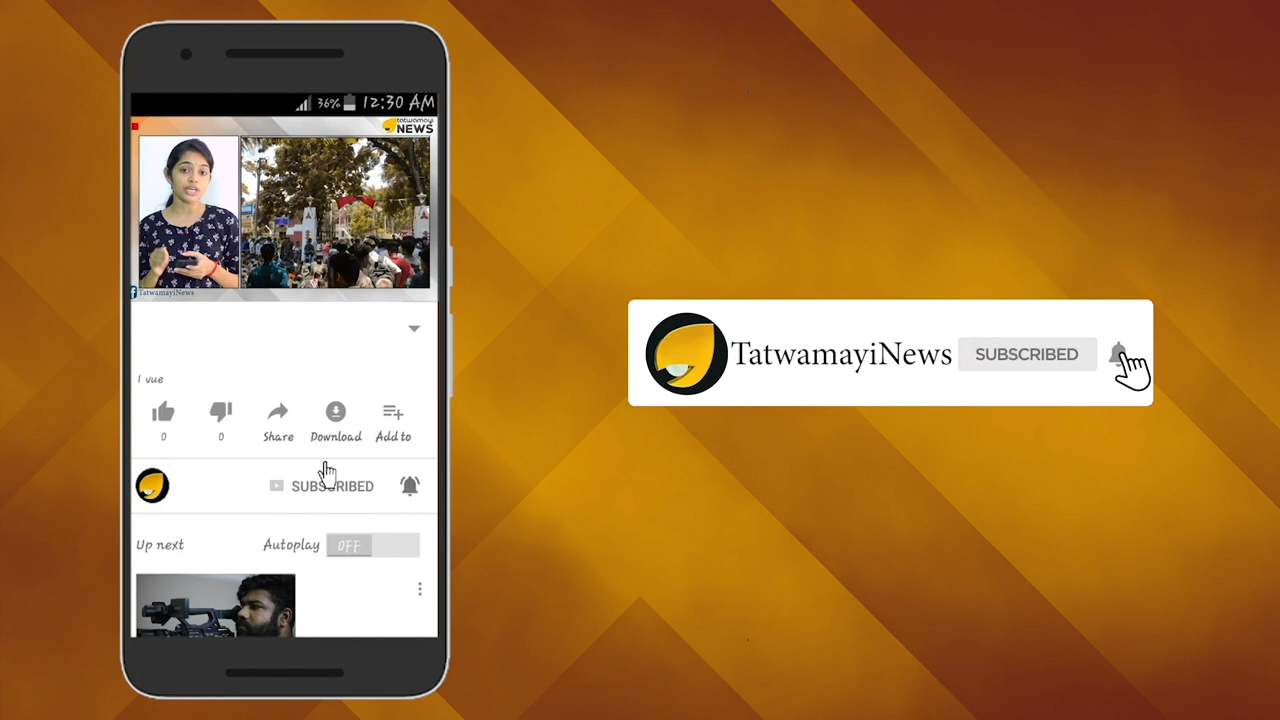 36% 12:30 AM
tatwamayi
NEWS
TatwamayiNews
1 vue
0 0 Share Download Add to
SUBSCRIBED
Up next Autoplay OFF
TatwamayiNews SUBSCRIBED